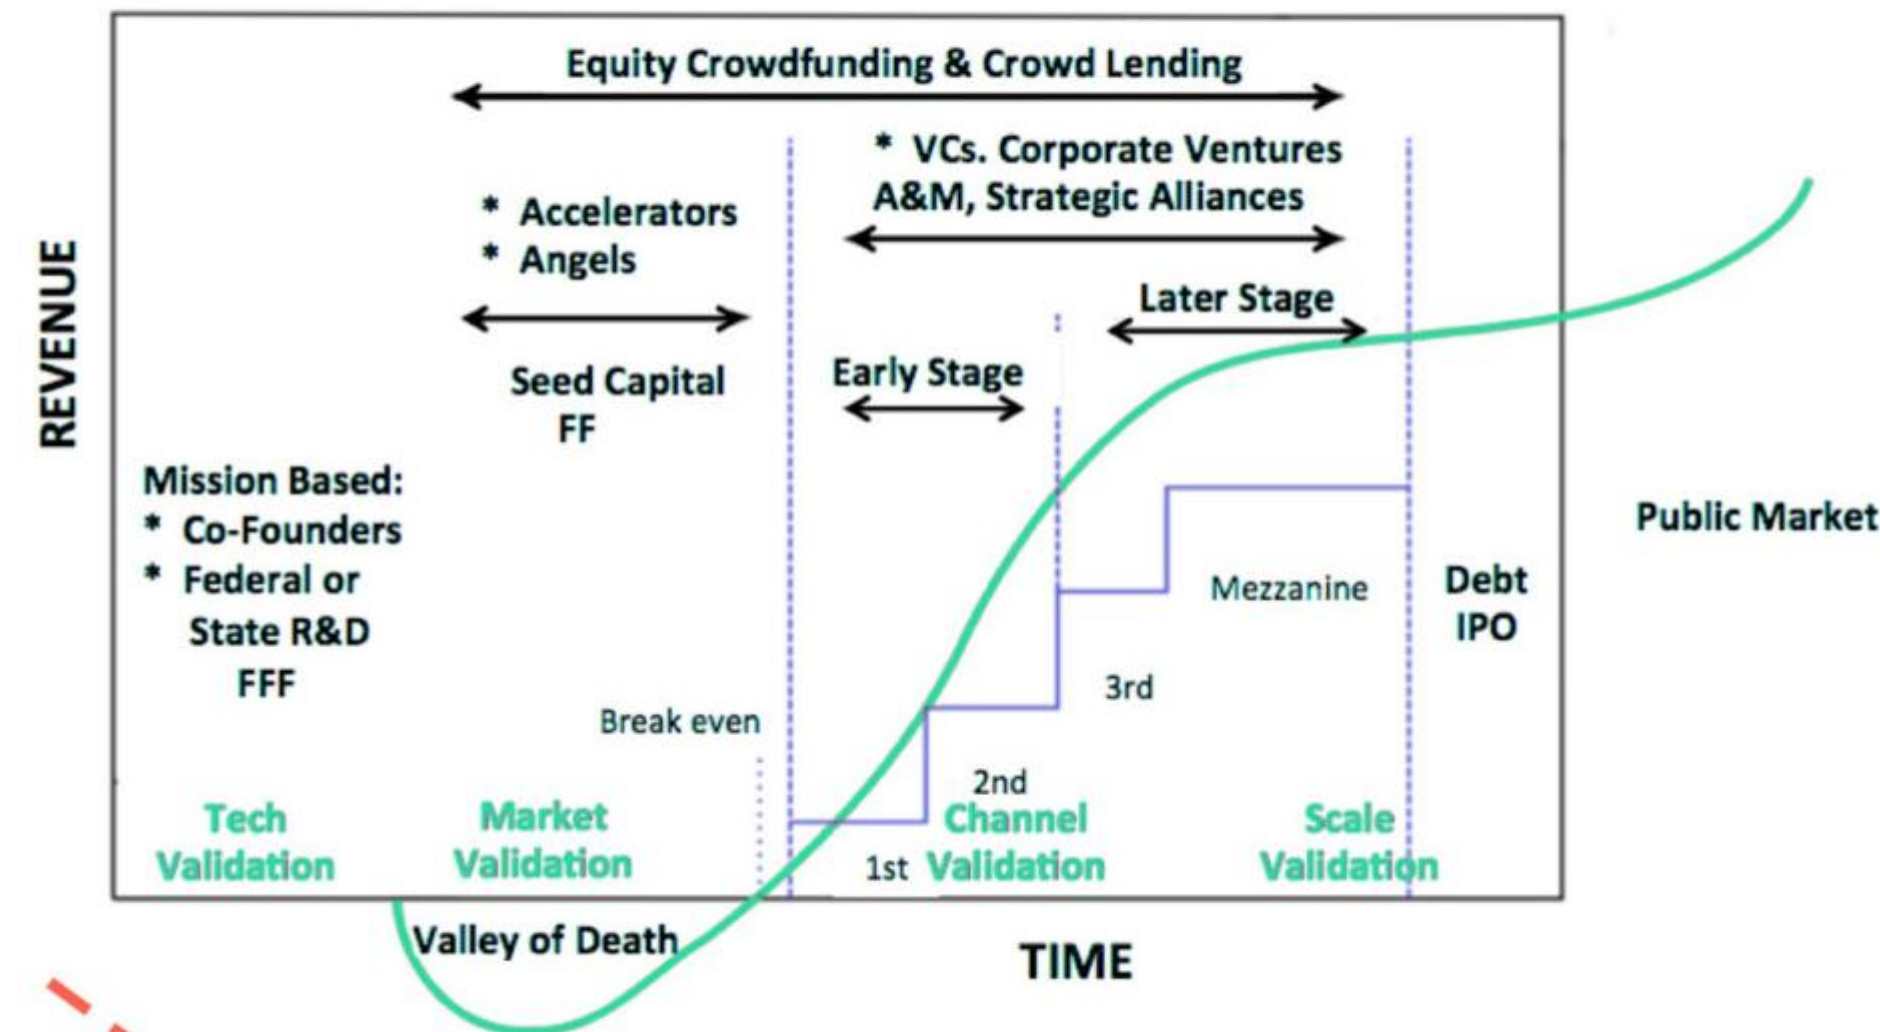 Equity Crowdfunding & Crowd Lending
* VCs. Corporate Ventures
A&M, Strategic Alliances
* Accelerators
* Angels
Later Stage
Early Stage
Seed Capital
FF
REVENUE
Mission Based:
* Co-Founders
* Federal or
State R&D
FFF
Public Market
Mezzanine
Debt
IPO
3rd
Break even
2nd
Tech
Validation
Market
Validation
1st
Channel
Validation
Scale
Validation
Valley of Death
TIME